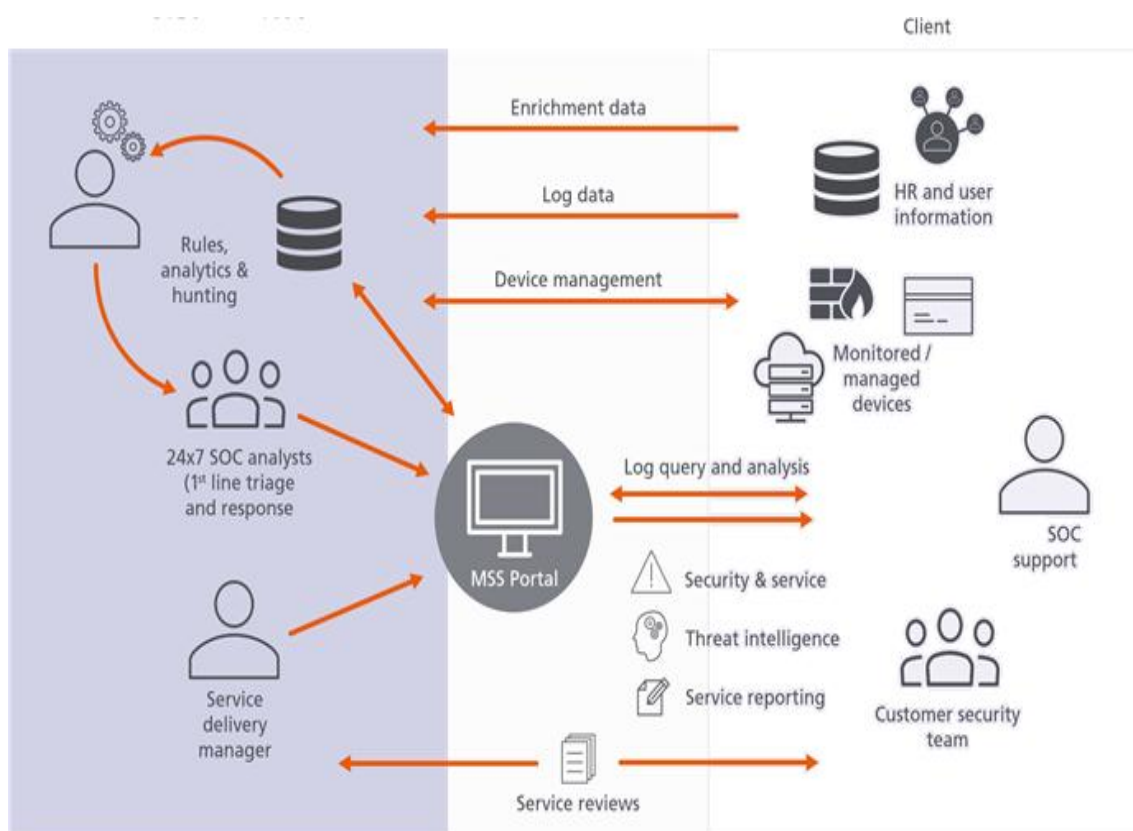 Client
Enrichment data
Log data
Device management
Rules,
analytics &
hunting
HR and user
information
Monitored /
managed
devices
24x7 SOC analysts
(1st line triage
and response
MSS Portal
Log query and analysis
SOC
support
Security & service
Threat intelligence
Service reporting
Service
delivery
manager
Customer security
team
Service reviews